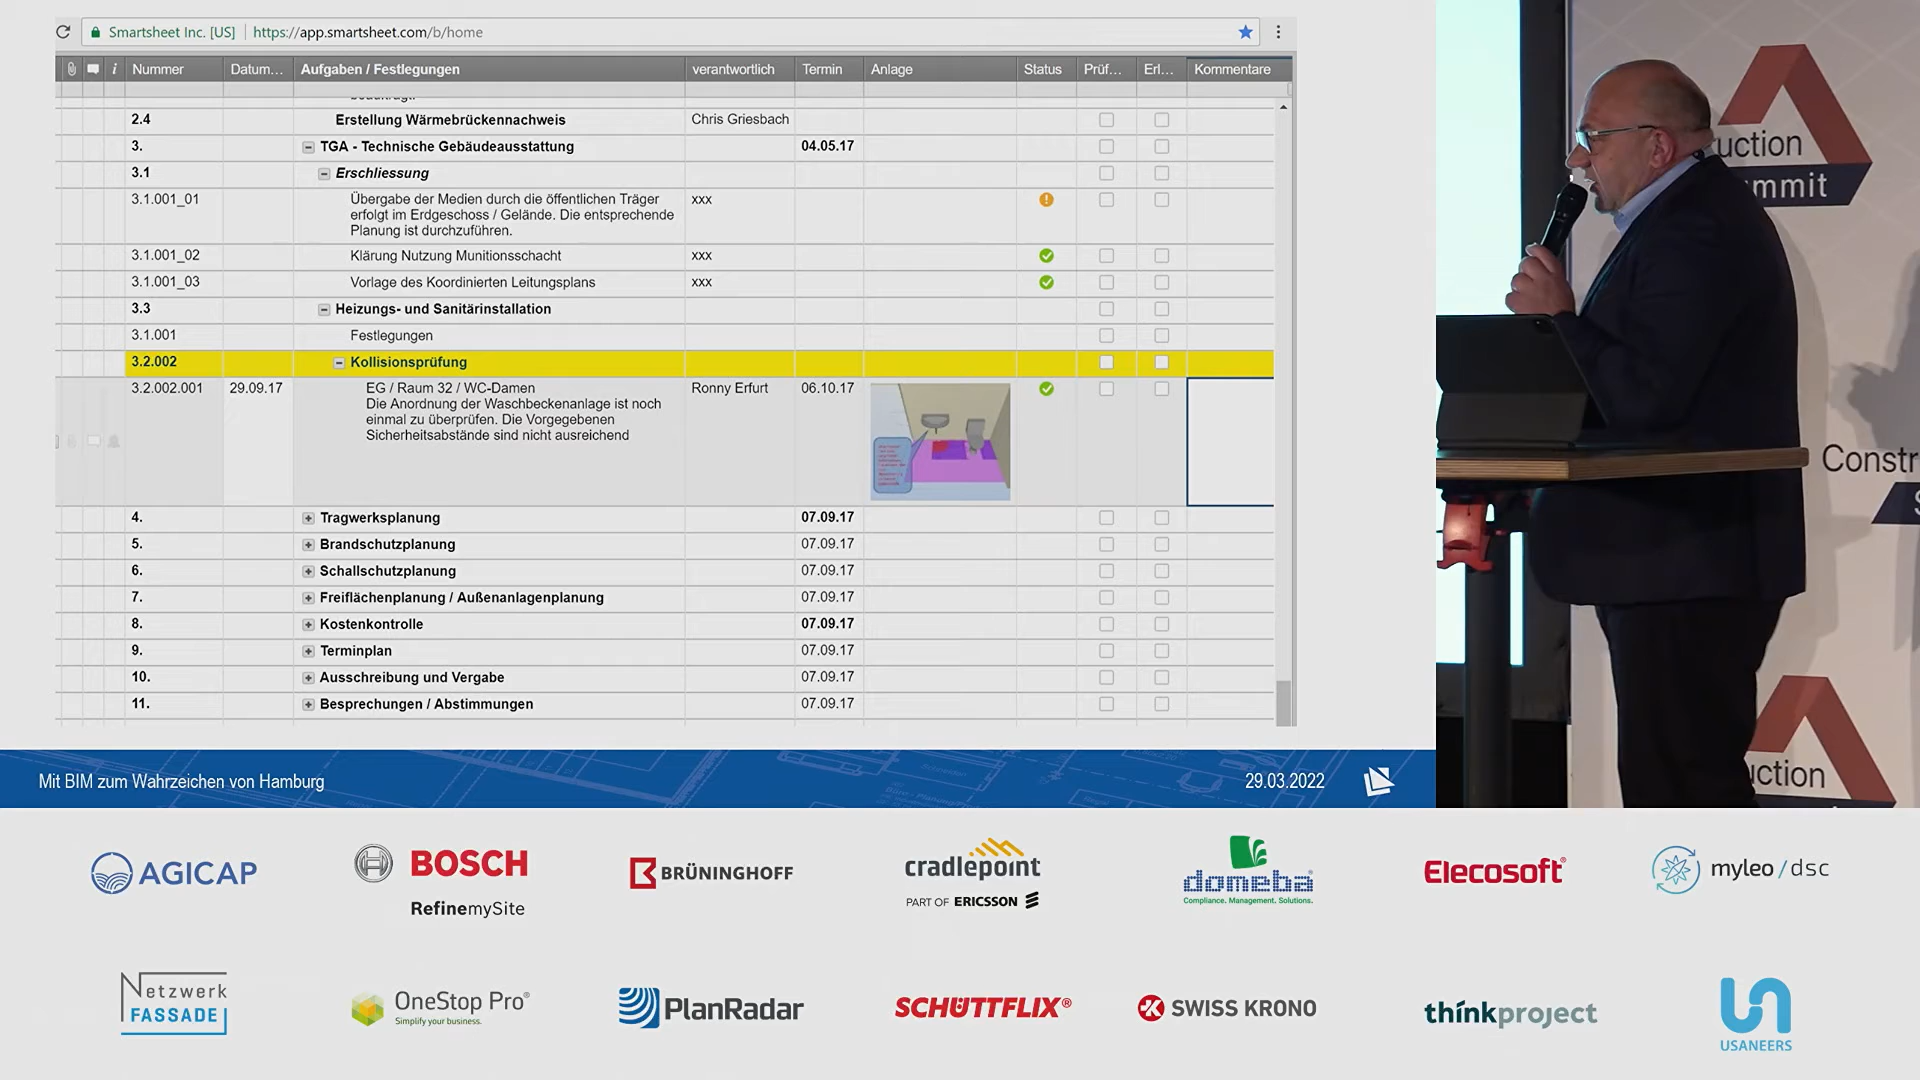 Smartsheet Inc. [US] https://app.smartsheet.com/b/home
i Nummer Datum... Aufgaben / Festlegungen verantwortlich Termin Anlage Status Prüf... Erl... Kommentare
2.4 Erstellung Wärmebrückennachweis Chris Griesbach
3. TGA - Technische Gebäudeausstattung 04.05.17
3.1 Erschliessung
3.1.001_01 Übergabe der Medien durch die öffentlichen Träger xxx
erfolgt im Erdgeschoss / Gelände. Die entsprechende
Planung ist durchzuführen.
3.1.001_02 Klärung Nutzung Munitionsschacht xxx
3.1.001_03 Vorlage des Koordinierten Leitungsplans xxx
3.3 Heizungs- und Sanitärinstallation
3.1.001 Festlegungen
3.2.002 Kollisionsprüfung
3.2.002.001 29.09.17 EG / Raum 32 / WC-Damen Ronny Erfurt 06.10.17
Die Anordnung der Waschbeckenanlage ist noch
einmal zu überprüfen. Die Vorgegebenen
Sicherheitsabstände sind nicht ausreichend
4. Tragwerksplanung 07.09.17
5. Brandschutzplanung 07.09.17
6. Schallschutzplanung 07.09.17
7. Freiflächenplanung / Außenanlagenplanung 07.09.17
8. Kostenkontrolle 07.09.17
9. Terminplan 07.09.17
10. Ausschreibung und Vergabe 07.09.17
11. Besprechungen / Abstimmungen 07.09.17
Mit BIM zum Wahrzeichen von Hamburg 29.03.2022
uction
mmit
Constr
S
uction
AGICAP
BOSCH
RefinemySite
BRÜNINGHOFF
cradlepoint
PART OF ERICSSON
domeba
Compliance. Management. Solutions.
Elecosoft®
myleo / dsc
Netzwerk
FASSADE
OneStop Pro®
Simplify your business.
PlanRadar
SCHÜTTFLIX®
SWISS KRONO
thinkproject
USANEERS